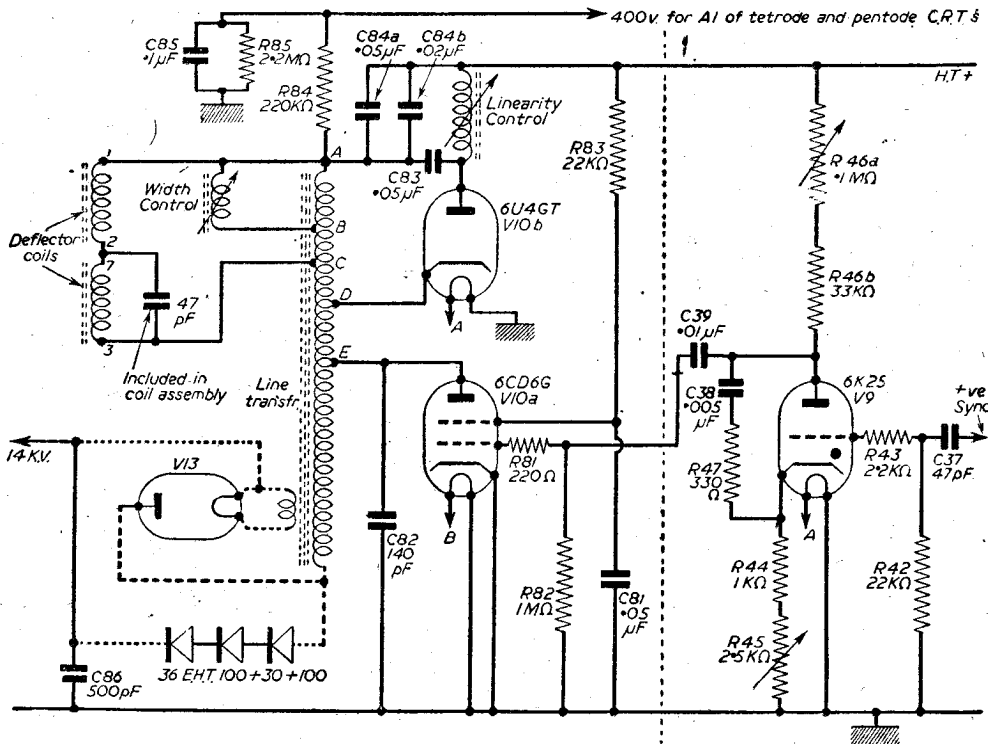 400v. for A1 of tetrode and pentode C.R.T's
C85
·1μF
R85
2·2MΩ
C84a
·05μF
C84b
·02μF
H.T+
R84
220KΩ
Linearity
Control
R83
22KΩ
R46a
·1MΩ
1
A
C83
·05μF
Width
Control
6U4GT
V10b
B
2
Deflector
coils
7
C
R46b
33KΩ
47
pF
D
A
3
C39
·01μF
E
Included in
coil assembly
Line
transfr.
6CD6G
V10a
C38
·005
μF
6K25
V9
+ve
Sync
14 K.V.
V13
R81
220Ω
R47
330
Ω
R43
2·2KΩ
C37
47pF
C82
140
pF
B
A
R82
1MΩ
C81
·05
μF
R44
1KΩ
R42
22KΩ
R45
2·5KΩ
36 E.H.T. 100+30+100
C86
500pF